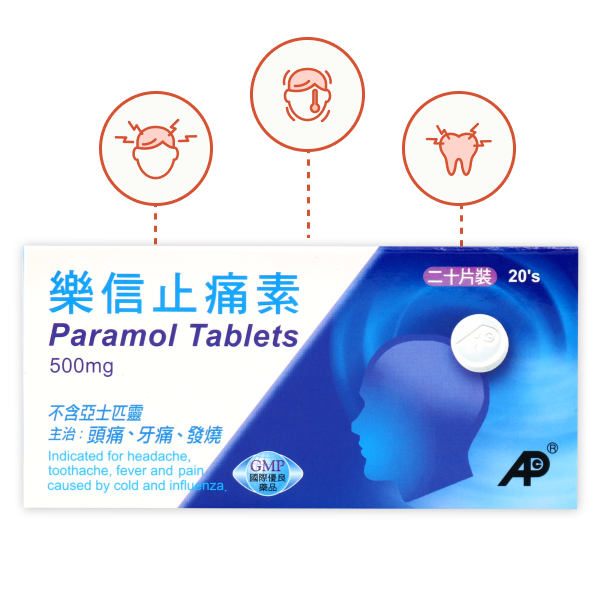 二十片裝 20's
樂信止痛素
Paramol Tablets
500mg
不含亞士匹靈
主治：頭痛、牙痛、發燒
Indicated for headache,
toothache, fever and pain
caused by cold and influenza.
GMP
國際優良
藥品
AP
®